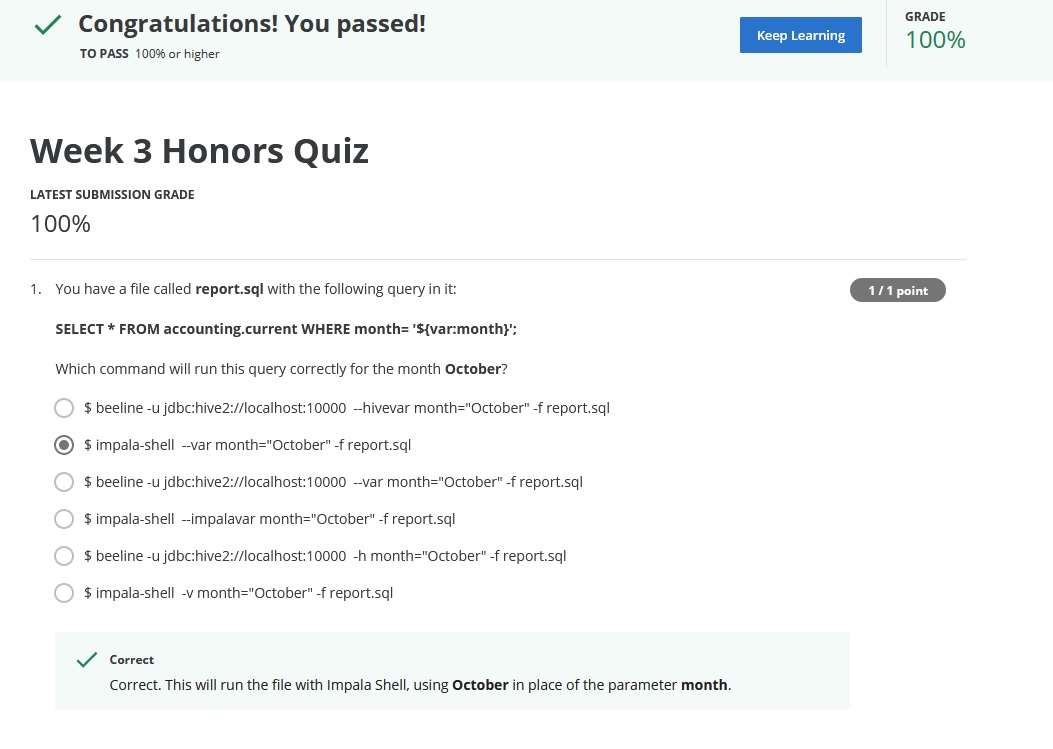 Congratulations! You passed!
TO PASS 100% or higher
Keep Learning
GRADE
100%
Week 3 Honors Quiz
LATEST SUBMISSION GRADE
100%
1. You have a file called report.sql with the following query in it:
1 / 1 point
SELECT * FROM accounting.current WHERE month= '${var:month}';
Which command will run this query correctly for the month October?
$ beeline -u jdbc:hive2://localhost:10000 --hivevar month="October" -f report.sql
$ impala-shell --var month="October" -f report.sql
$ beeline -u jdbc:hive2://localhost:10000 --var month="October" -f report.sql
$ impala-shell --impalavar month="October" -f report.sql
$ beeline -u jdbc:hive2://localhost:10000 -h month="October" -f report.sql
$ impala-shell -v month="October" -f report.sql
Correct
Correct. This will run the file with Impala Shell, using October in place of the parameter month.